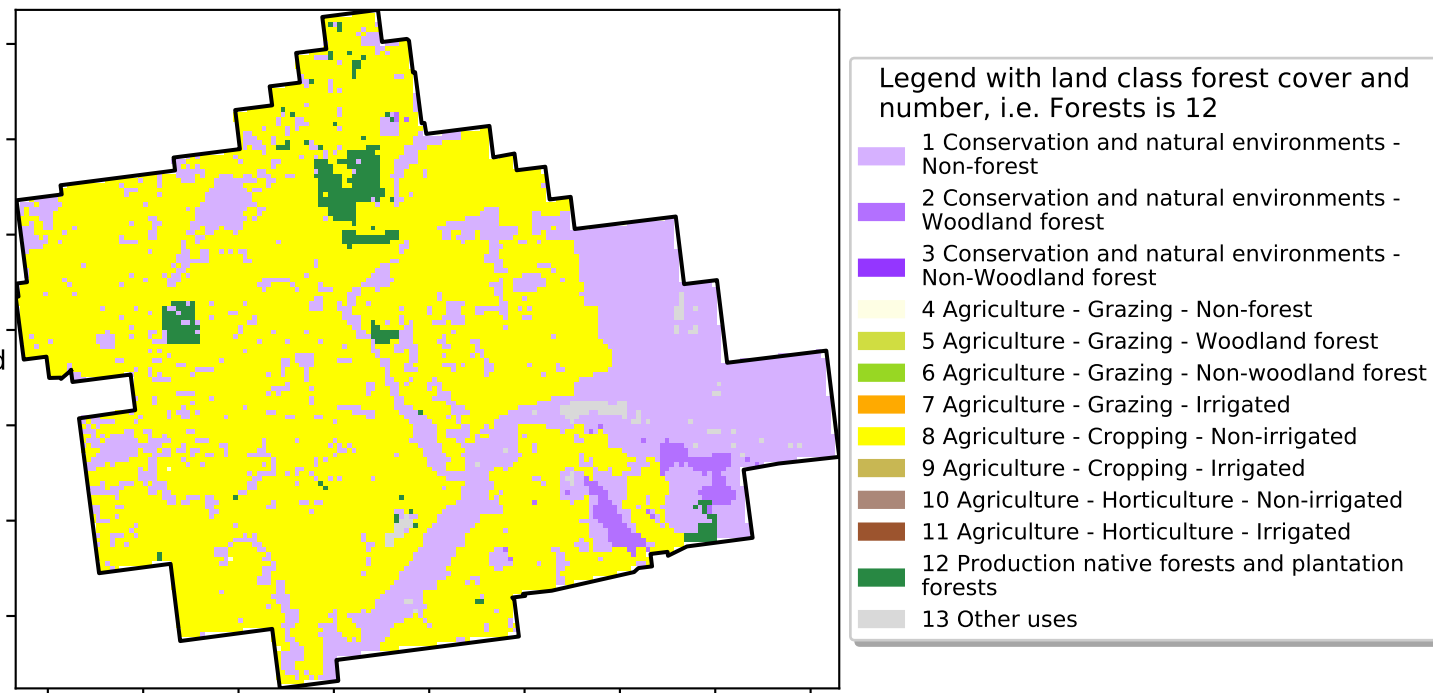 d
Legend with land class forest cover and
number, i.e. Forests is 12
1 Conservation and natural environments -
Non-forest
2 Conservation and natural environments -
Woodland forest
3 Conservation and natural environments -
Non-Woodland forest
4 Agriculture - Grazing - Non-forest
5 Agriculture - Grazing - Woodland forest
6 Agriculture - Grazing - Non-woodland forest
7 Agriculture - Grazing - Irrigated
8 Agriculture - Cropping - Non-irrigated
9 Agriculture - Cropping - Irrigated
10 Agriculture - Horticulture - Non-irrigated
11 Agriculture - Horticulture - Irrigated
12 Production native forests and plantation
forests
13 Other uses